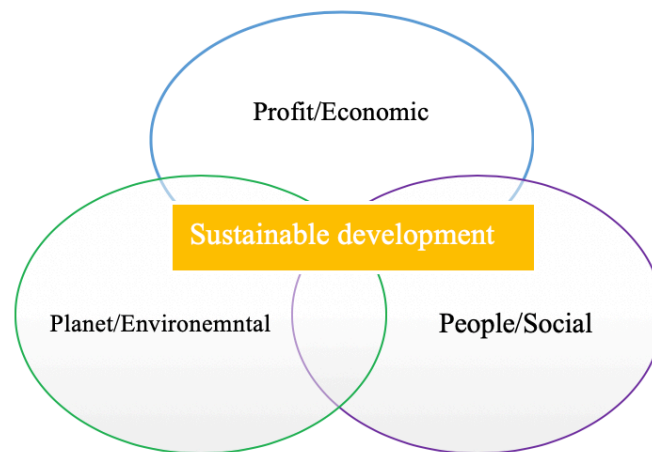 Profit/Economic
Sustainable development
Planet/Environemntal
People/Social